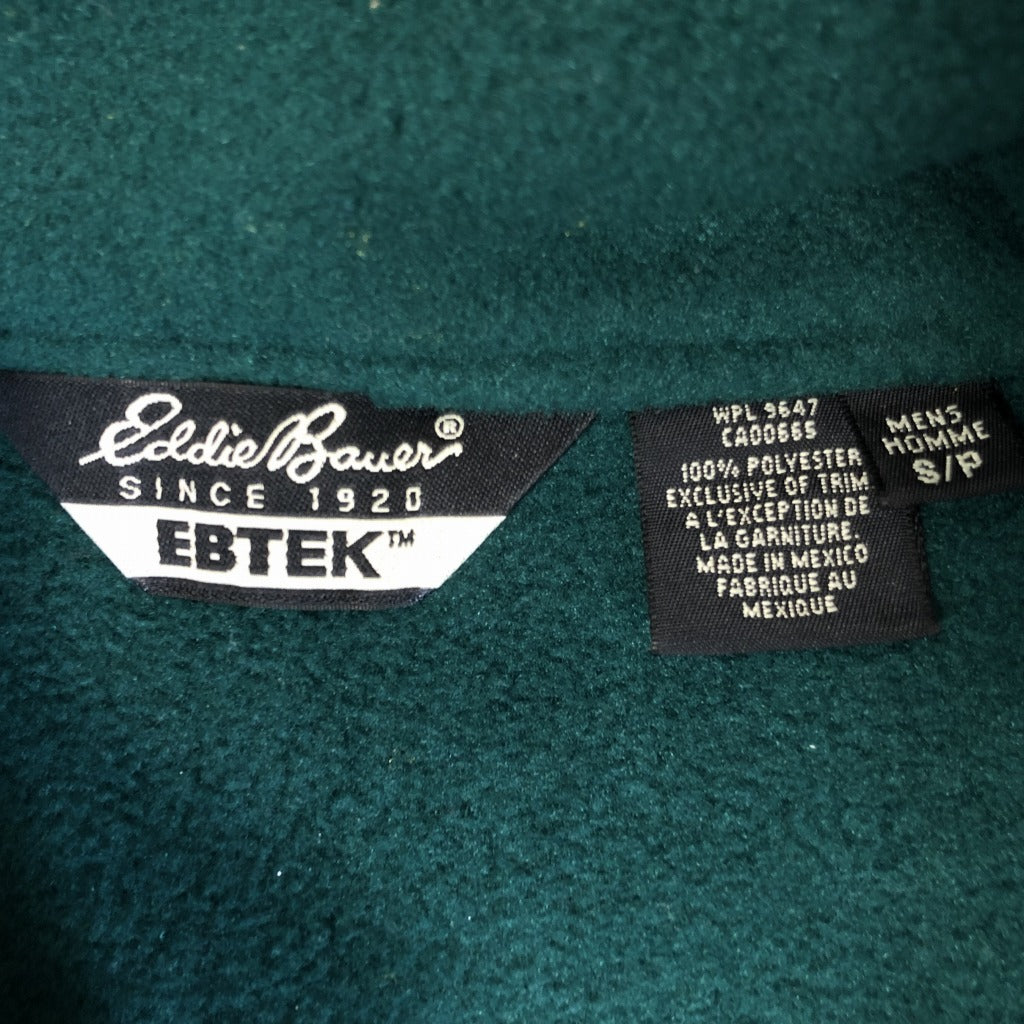 Eddie Bauer®
SINCE 1920
EBTEK™
WPL 9647
CA00665
100% POLYESTER
EXCLUSIVE OF TRIM
A L'EXCEPTION DE
LA GARNITURE.
MADE IN MEXICO
FABRIQUE AU
MEXIQUE
MENS
HOMME
S/P